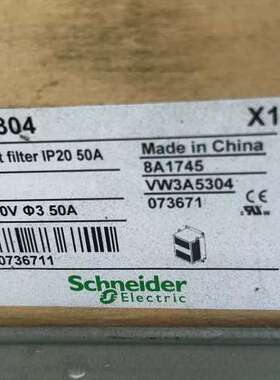 304 X1
t filter IP20 50A
Made in China
8A1745
VW3A5304
0V Φ3 50A
073671
0736711
Schneider
Electric